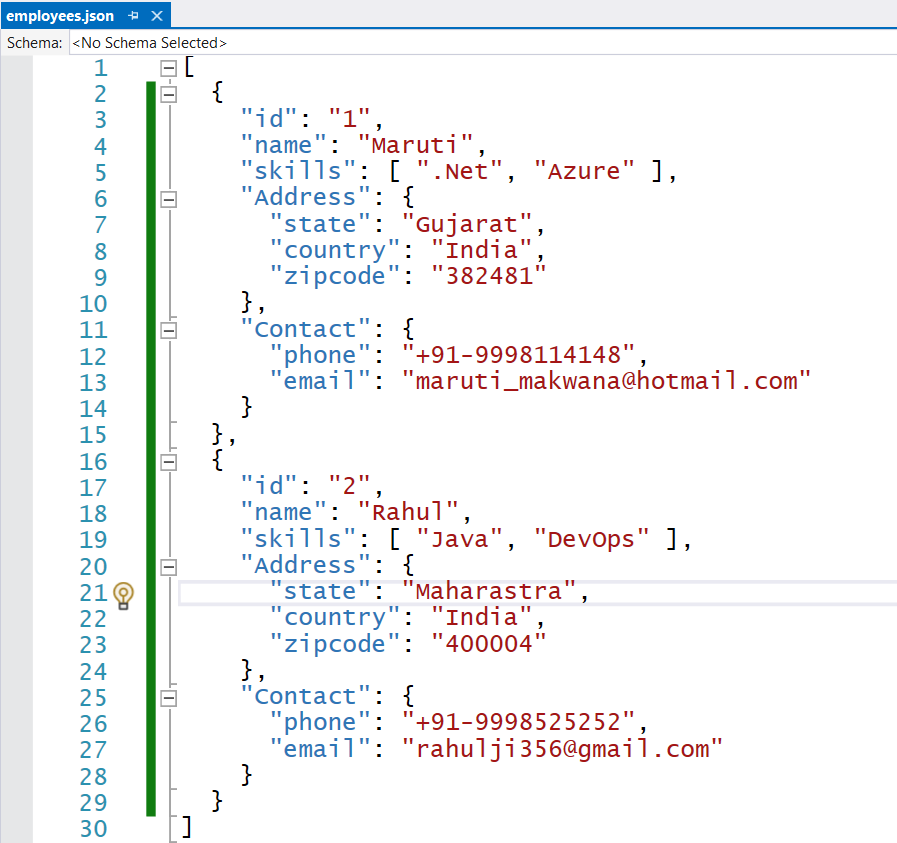 employees.json
Schema: <No Schema Selected>
1 [
2 {
3 "id": "1",
4 "name": "Maruti",
5 "skills": [ ".Net", "Azure" ],
6 "Address": {
7 "state": "Gujarat",
8 "country": "India",
9 "zipcode": "382481"
10 },
11 "Contact": {
12 "phone": "+91-9998114148",
13 "email": "maruti_makwana@hotmail.com"
14 }
15 },
16 {
17 "id": "2",
18 "name": "Rahul",
19 "skills": [ "Java", "DevOps" ],
20 "Address": {
21 "state": "Maharastra",
22 "country": "India",
23 "zipcode": "400004"
24 },
25 "Contact": {
26 "phone": "+91-9998525252",
27 "email": "rahulji356@gmail.com"
28 }
29 }
30 ]